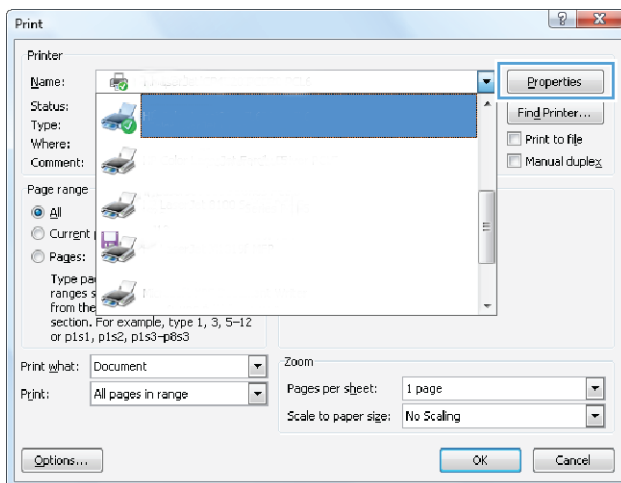 Print
Printer
Name: Properties
Status: Find Printer...
Type: Print to file
Where:
Comment: Manual duplex
Page range
All
Current
Pages:
Type
ranges s
from the
section. For example, type 1, 3, 5–12
or p1s1, p1s2, p1s3–p8s3
Print what: Document
Print: All pages in range
Zoom
Pages per sheet: 1 page
Scale to paper size: No Scaling
Options... OK Cancel